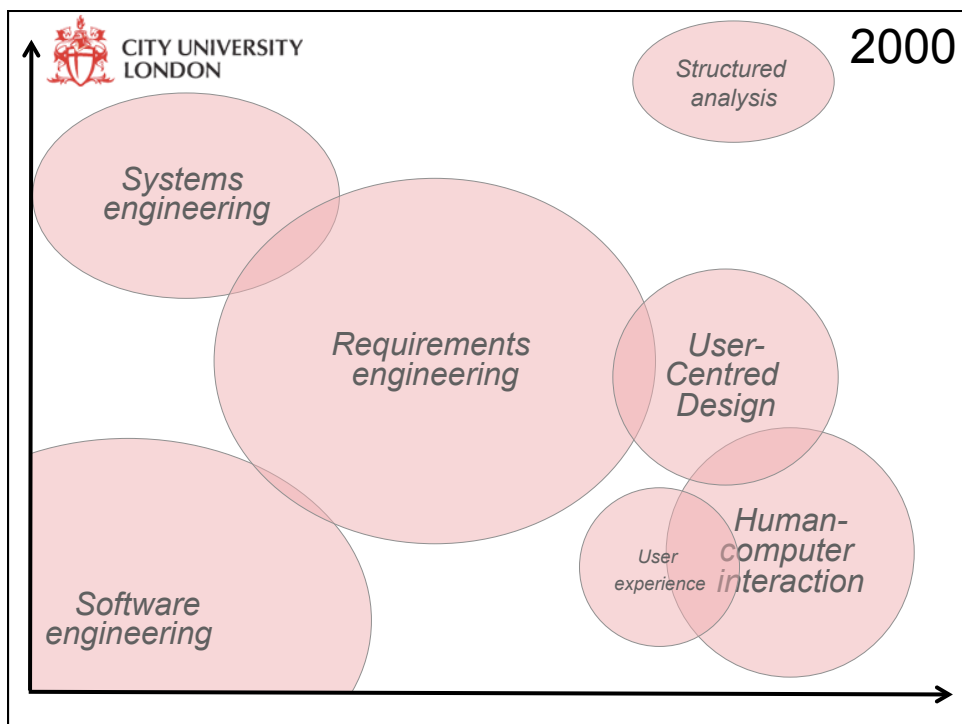 CITY UNIVERSITY
LONDON
2000
Structured
analysis
Systems
engineering
Requirements
engineering
User-
Centred
Design
Human-
computer
interaction
User
experience
Software
engineering